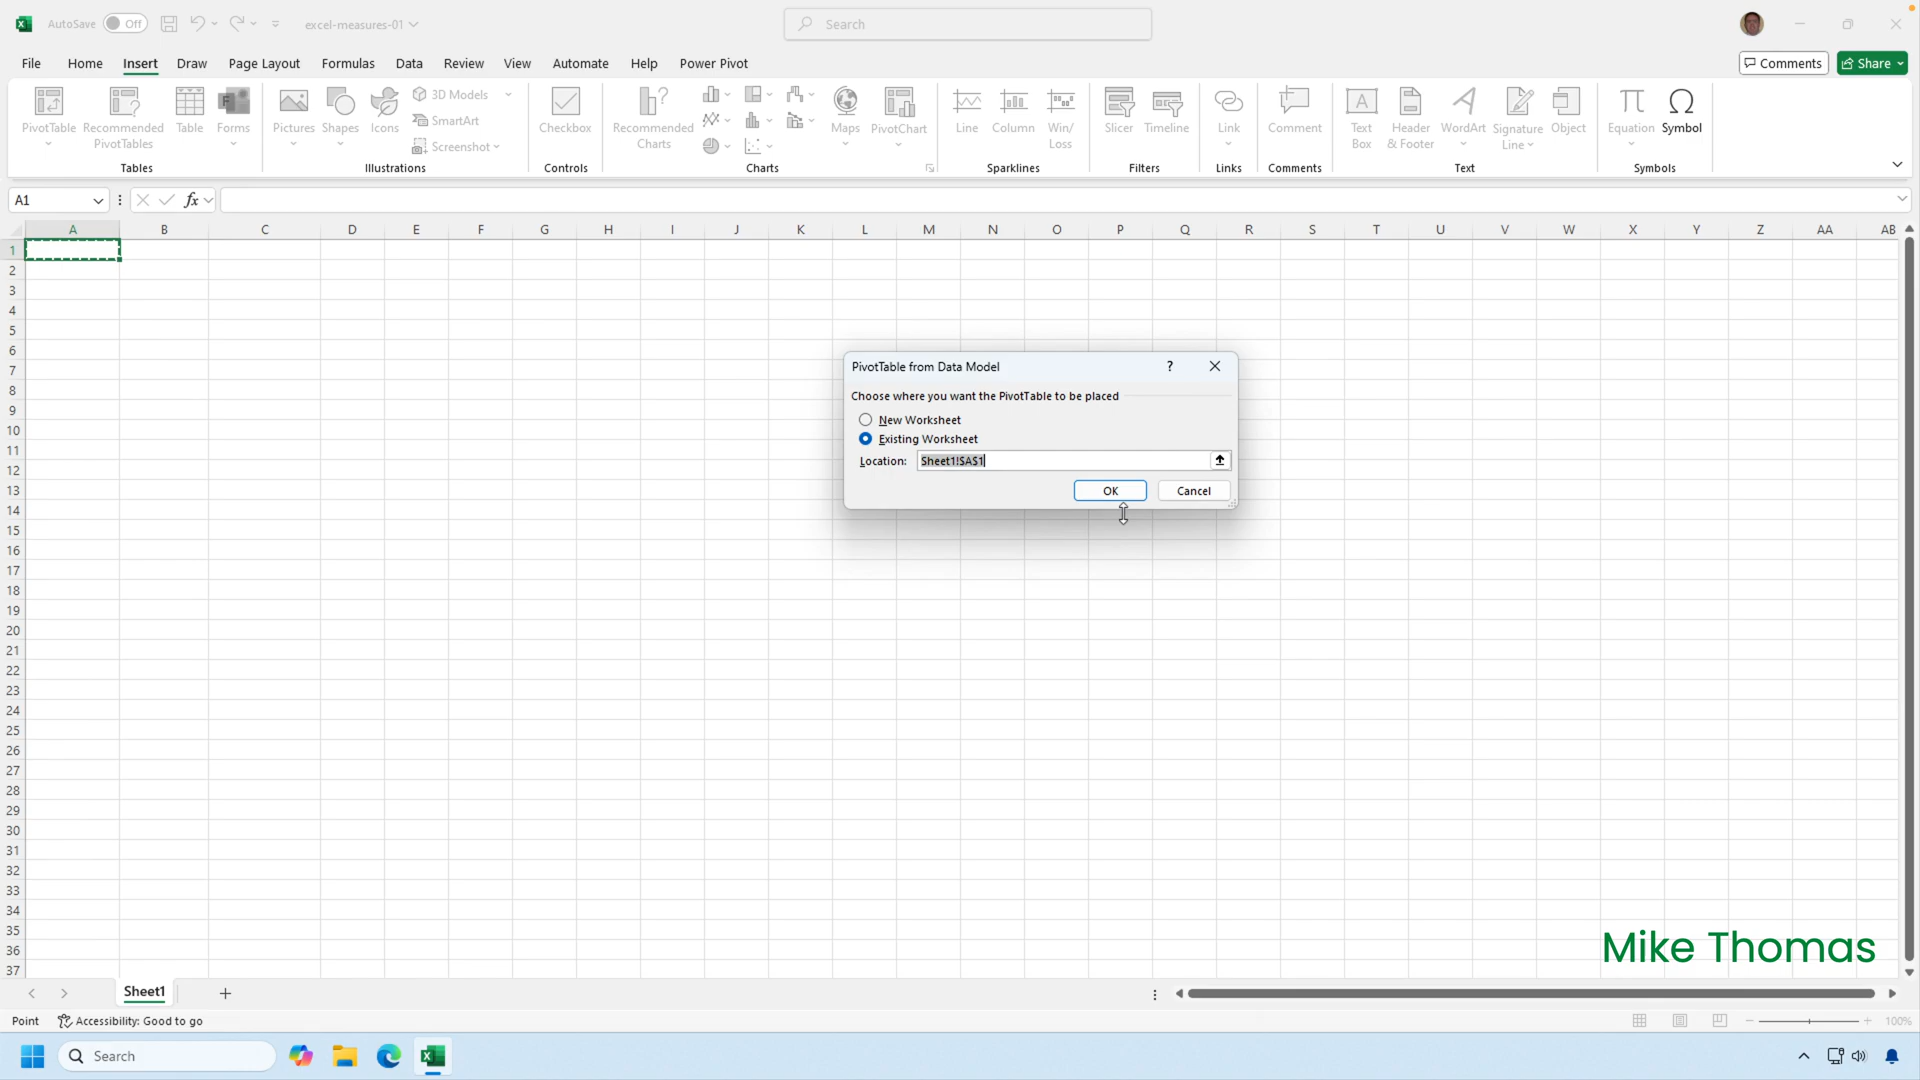 AutoSave Off excel-measures-01 Search
File Home Insert Draw Page Layout Formulas Data Review View Automate Help Power Pivot Comments Share
PivotTable Recommended PivotTables Table Forms
Tables
Pictures Shapes Icons 3D Models SmartArt Screenshot
Illustrations
Checkbox
Controls
Recommended Charts Maps PivotChart
Charts
Line Column Win/Loss
Sparklines
Slicer Timeline
Filters
Link
Links
Comment
Comments
Text Box Header & Footer WordArt Signature Line Object
Text
Equation Symbol
Symbols
A1 fx
A B C D E F G H I J K L M N O P Q R S T U V W X Y Z AA AB
1
2
3
4
5
6
7
8
9
10
11
12
13
14
15
16
17
18
19
20
21
22
23
24
25
26
27
28
29
30
31
32
33
34
35
36
37
PivotTable from Data Model ?
Choose where you want the PivotTable to be placed
New Worksheet
Existing Worksheet
Location: Sheet1!$A$1
OK Cancel
Mike Thomas
Sheet1
Point Accessibility: Good to go 100%
Search